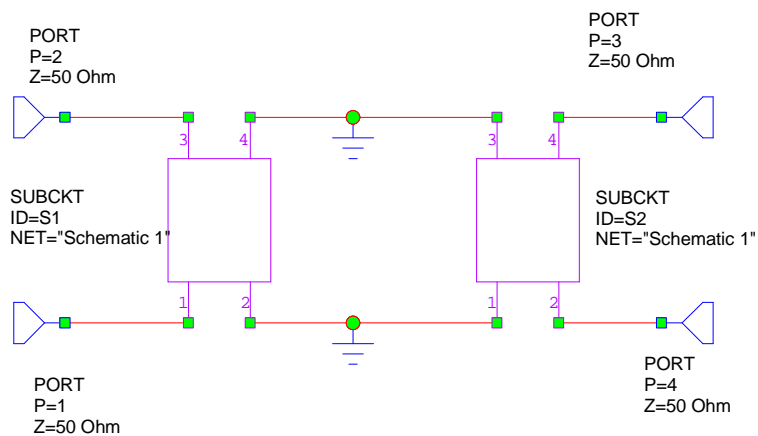 PORT
P=2
Z=50 Ohm
PORT
P=3
Z=50 Ohm
3
4
3
4
SUBCKT
ID=S1
NET="Schematic 1"
SUBCKT
ID=S2
NET="Schematic 1"
1
2
1
2
PORT
P=1
Z=50 Ohm
PORT
P=4
Z=50 Ohm